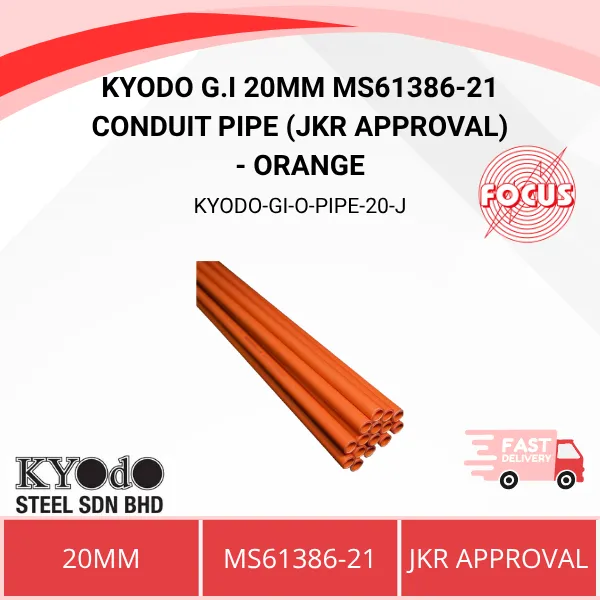 KYODO G.I 20MM MS61386-21
CONDUIT PIPE (JKR APPROVAL)
- ORANGE
KYODO-GI-O-PIPE-20-J
FOCUS
FAST
DELIVERY
KYOdO
STEEL SDN BHD
20MM
MS61386-21
JKR APPROVAL